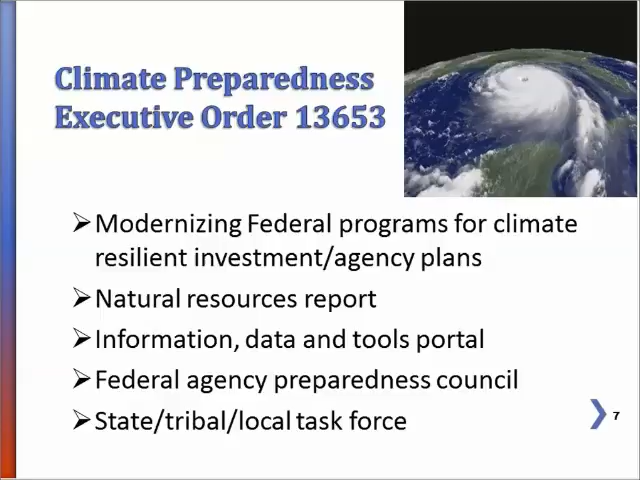 Climate Preparedness
Executive Order 13653
➢Modernizing Federal programs for climate
resilient investment/agency plans
➢Natural resources report
➢Information, data and tools portal
➢Federal agency preparedness council
➢State/tribal/local task force
7